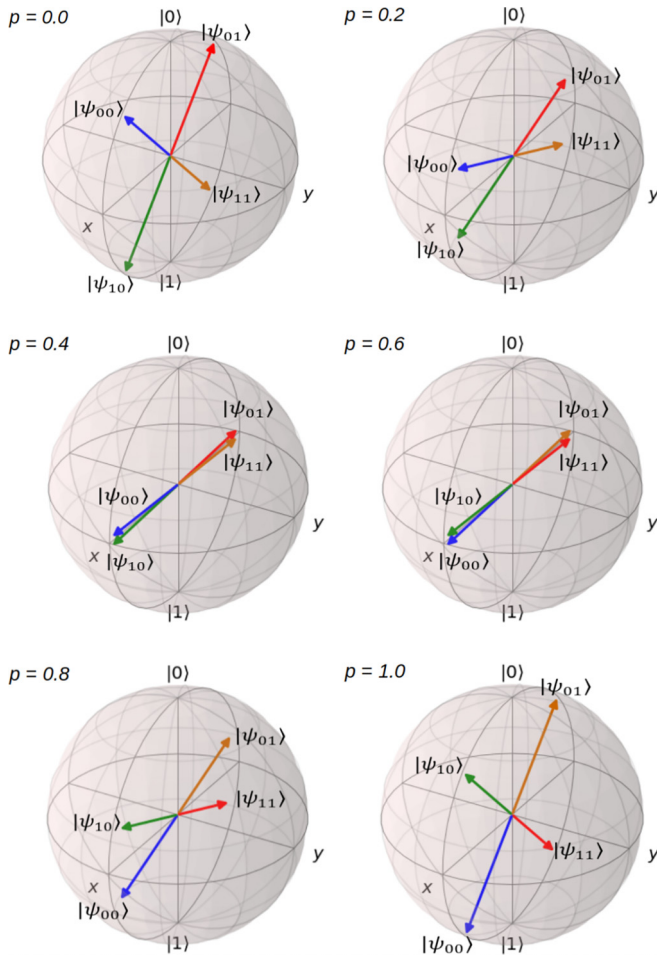 p = 0.0
|0⟩
|ψ₀₁⟩
|ψ₀₀⟩
|ψ₁₁⟩
y
x
|ψ₁₀⟩
|1⟩
p = 0.2
|0⟩
|ψ₀₁⟩
|ψ₁₁⟩
|ψ₀₀⟩
y
x
|ψ₁₀⟩
|1⟩
p = 0.4
|0⟩
|ψ₀₁⟩
|ψ₁₁⟩
|ψ₀₀⟩
y
x
|ψ₁₀⟩
|1⟩
p = 0.6
|0⟩
|ψ₀₁⟩
|ψ₁₁⟩
|ψ₁₀⟩
y
x
|ψ₀₀⟩
|1⟩
p = 0.8
|0⟩
|ψ₀₁⟩
|ψ₁₁⟩
|ψ₁₀⟩
y
x
|ψ₀₀⟩
|1⟩
p = 1.0
|0⟩
|ψ₀₁⟩
|ψ₁₀⟩
|ψ₁₁⟩
y
x
|ψ₀₀⟩
|1⟩